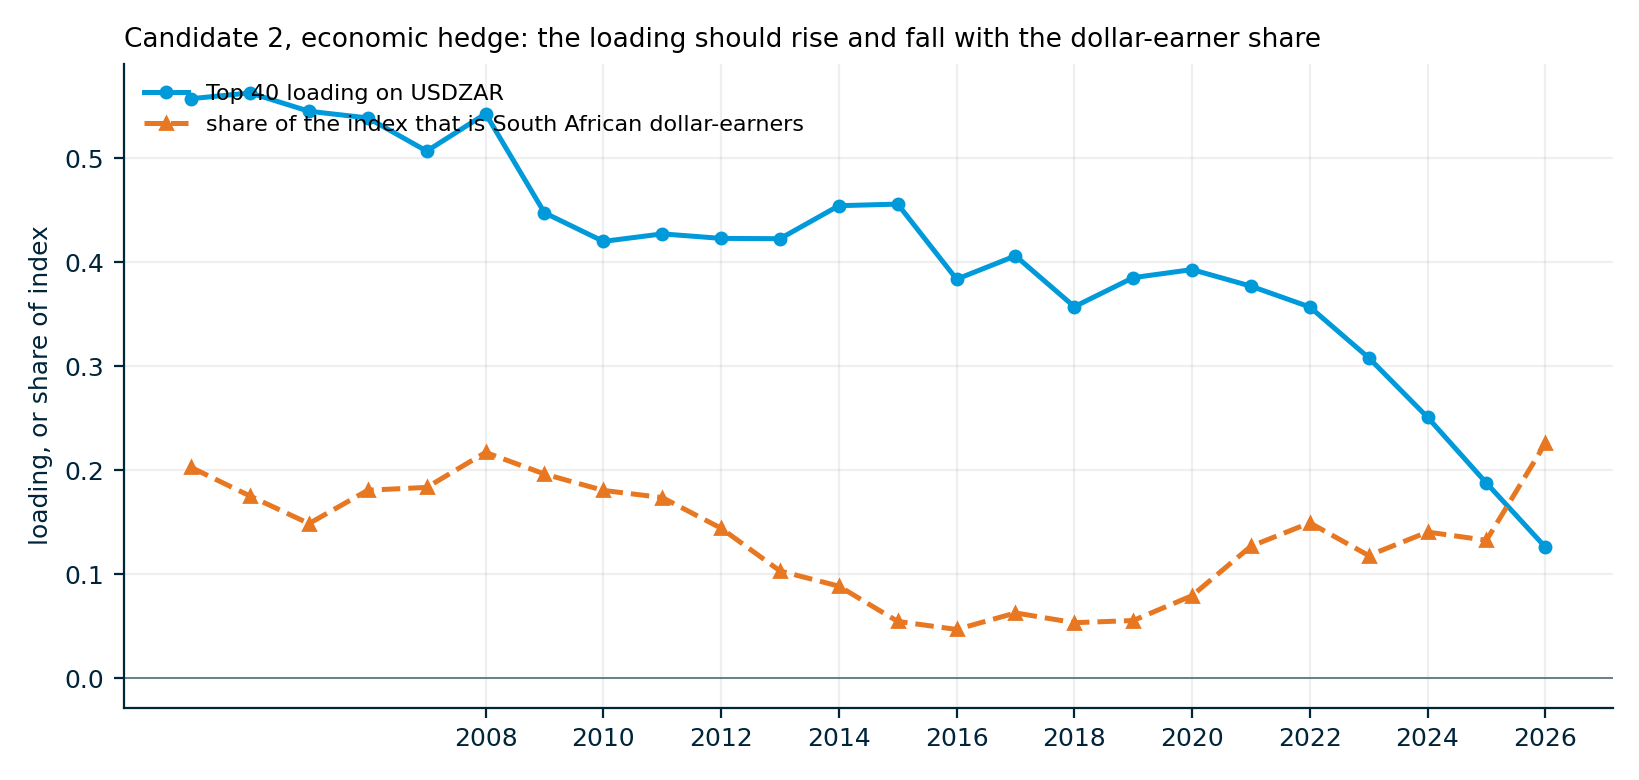 Candidate 2, economic hedge: the loading should rise and fall with the dollar-earner share
Top 40 loading on USDZAR
share of the index that is South African dollar-earners
loading, or share of index
0.5
0.4
0.3
0.2
0.1
0.0
2008 2010 2012 2014 2016 2018 2020 2022 2024 2026